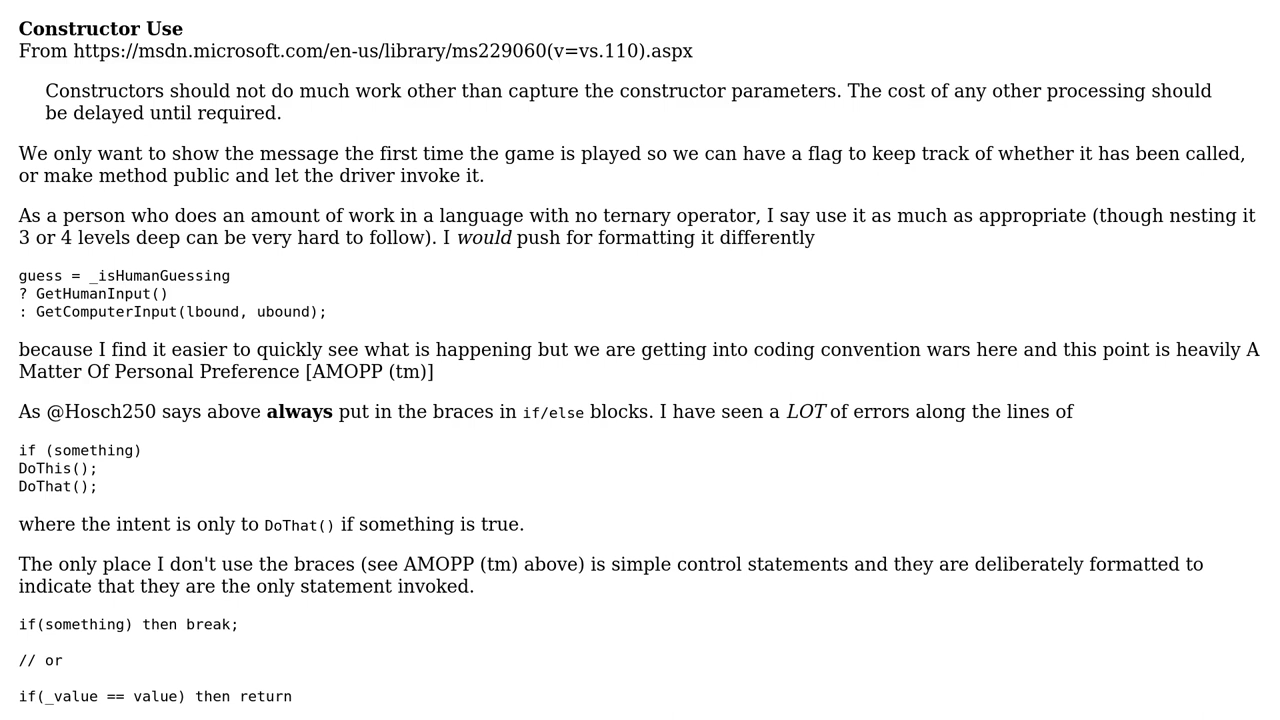 Constructor Use
From https://msdn.microsoft.com/en-us/library/ms229060(v=vs.110).aspx
Constructors should not do much work other than capture the constructor parameters. The cost of any other processing should
be delayed until required.
We only want to show the message the first time the game is played so we can have a flag to keep track of whether it has been called,
or make method public and let the driver invoke it.
As a person who does an amount of work in a language with no ternary operator, I say use it as much as appropriate (though nesting it
3 or 4 levels deep can be very hard to follow). I would push for formatting it differently
guess = _isHumanGuessing
? GetHumanInput()
: GetComputerInput(lbound, ubound);
because I find it easier to quickly see what is happening but we are getting into coding convention wars here and this point is heavily A
Matter Of Personal Preference [AMOPP (tm)]
As @Hosch250 says above always put in the braces in if/else blocks. I have seen a LOT of errors along the lines of
if (something)
DoThis();
DoThat();
where the intent is only to DoThat() if something is true.
The only place I don't use the braces (see AMOPP (tm) above) is simple control statements and they are deliberately formatted to
indicate that they are the only statement invoked.
if(something) then break;
// or
if(_value == value) then return